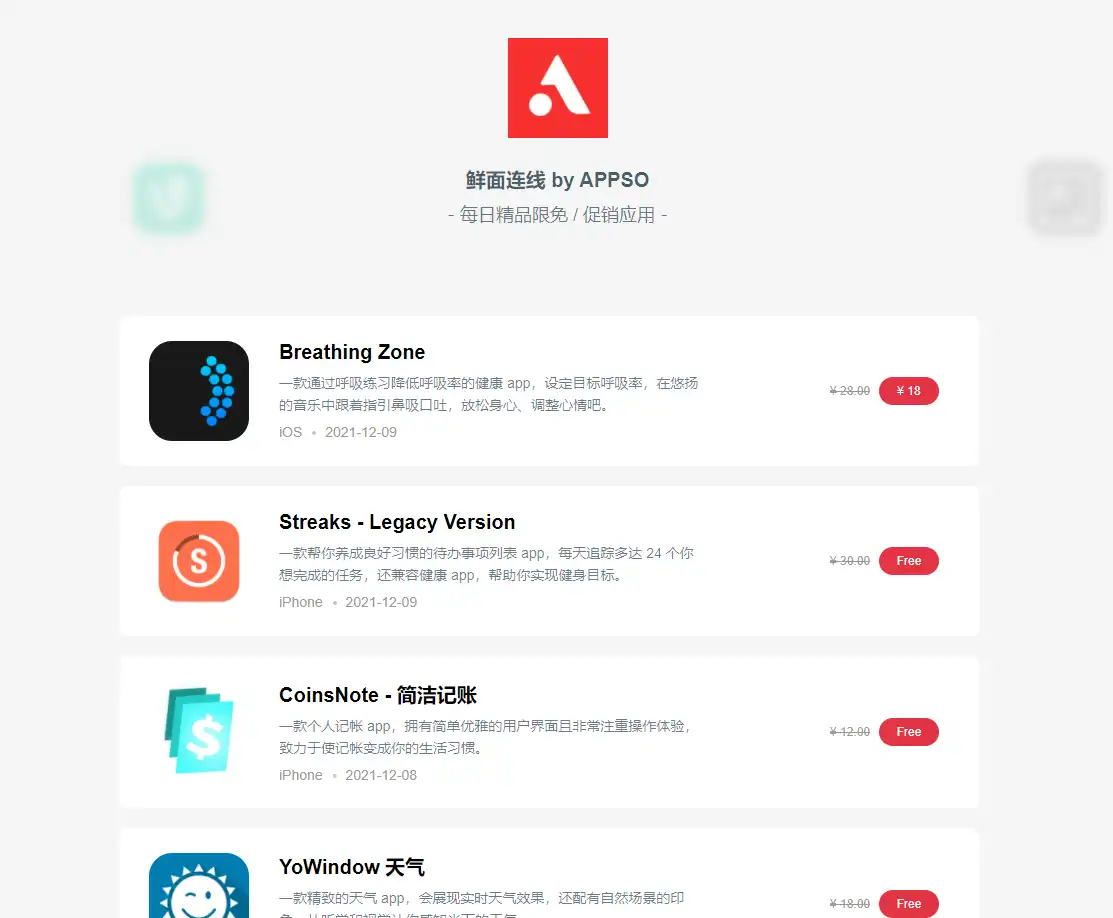 鲜面连线 by APPSO
- 每日精品限免 / 促销应用 -
Breathing Zone
一款通过呼吸练习降低呼吸率的健康 app，设定目标呼吸率，在悠扬
的音乐中跟着指引鼻吸口吐，放松身心、调整心情吧。
iOS • 2021-12-09
¥ 28.00
¥ 18
S
Streaks - Legacy Version
一款帮你养成良好习惯的待办事项列表 app，每天追踪多达 24 个你
想完成的任务，还兼容健康 app，帮助你实现健身目标。
iPhone • 2021-12-09
¥ 30.00
Free
$
CoinsNote - 简洁记账
一款个人记帐 app，拥有简单优雅的用户界面且非常注重操作体验，
致力于使记帐变成你的生活习惯。
iPhone • 2021-12-08
¥ 12.00
Free
YoWindow 天气
一款精致的天气 app，会展现实时天气效果，还配有自然场景的印
¥ 18.00
Free